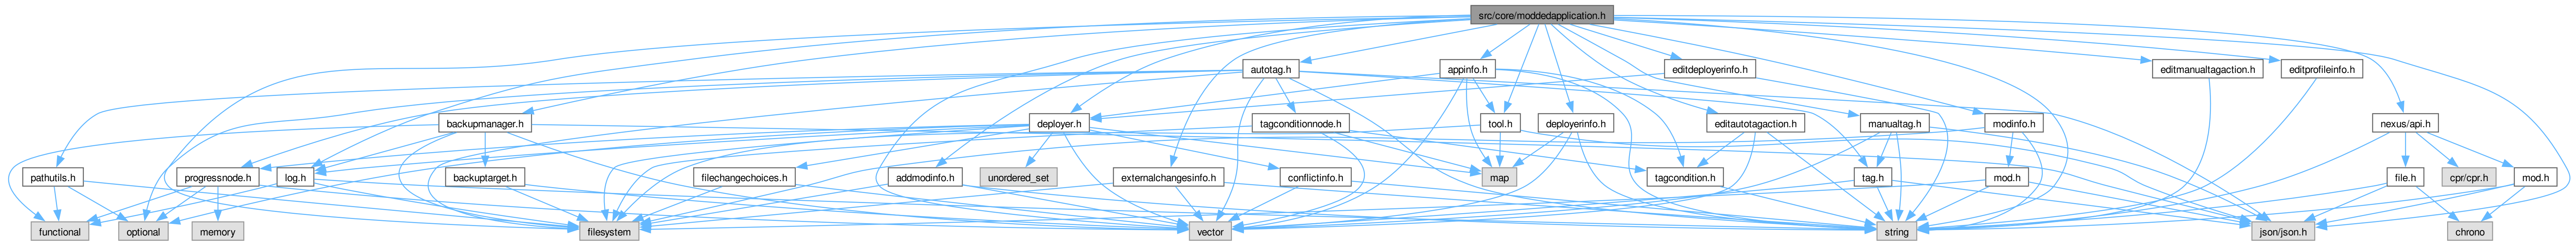 src/core/moddedapplication.h
autotag.h
appinfo.h
editdeployerinfo.h
editmanualtagaction.h
editprofileinfo.h
backupmanager.h
deployer.h
tagconditionnode.h
tool.h
deployerinfo.h
editautotagaction.h
manualtag.h
modinfo.h
nexus/api.h
pathutils.h
progressnode.h
log.h
backuptarget.h
filechangechoices.h
addmodinfo.h
unordered_set
externalchangesinfo.h
conflictinfo.h
map
tagcondition.h
tag.h
mod.h
file.h
cpr/cpr.h
mod.h
functional
optional
memory
filesystem
vector
string
json/json.h
chrono